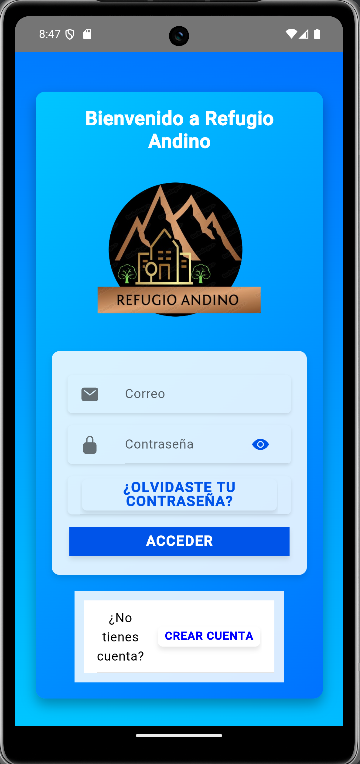 8:47
Bienvenido a Refugio
Andino
REFUGIO ANDINO
Correo
Contraseña
¿OLVIDASTE TU
CONTRASEÑA?
ACCEDER
¿No
tienes
cuenta?
CREAR CUENTA